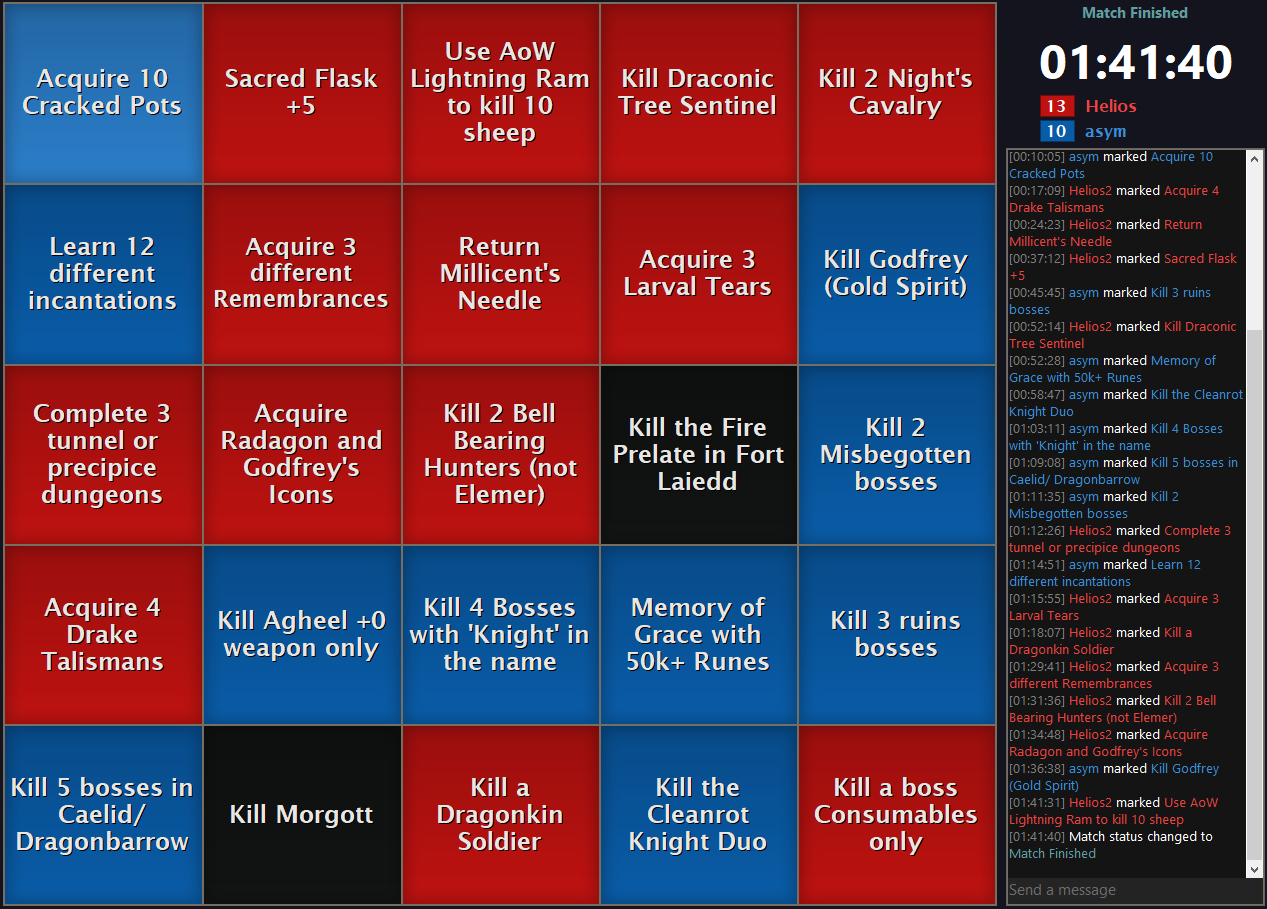 Acquire 10
Cracked Pots
Sacred Flask
+5
Use AoW
Lightning Ram
to kill 10
sheep
Kill Draconic
Tree Sentinel
Kill 2 Night's
Cavalry
Learn 12
different
incantations
Acquire 3
different
Remembrances
Return
Millicent's
Needle
Acquire 3
Larval Tears
Kill Godfrey
(Gold Spirit)
Complete 3
tunnel or
precipice
dungeons
Acquire
Radagon and
Godfrey's
Icons
Kill 2 Bell
Bearing
Hunters (not
Elemer)
Kill the Fire
Prelate in Fort
Laiedd
Kill 2
Misbegotten
bosses
Acquire 4
Drake
Talismans
Kill Agheel +0
weapon only
Kill 4 Bosses
with 'Knight' in
the name
Memory of
Grace with
50k+ Runes
Kill 3 ruins
bosses
Kill 5 bosses in
Caelid/
Dragonbarrow
Kill Morgott
Kill a
Dragonkin
Soldier
Kill the
Cleanrot
Knight Duo
Kill a boss
Consumables
only
Match Finished
01:41:40
13 Helios
10 asym
[00:10:05] asym marked Acquire 10
Cracked Pots
[00:17:09] Helios2 marked Acquire 4
Drake Talismans
[00:24:23] Helios2 marked Return
Millicent's Needle
[00:37:12] Helios2 marked Sacred Flask
+5
[00:45:45] asym marked Kill 3 ruins
bosses
[00:52:14] Helios2 marked Kill Draconic
Tree Sentinel
[00:52:28] asym marked Memory of
Grace with 50k+ Runes
[00:58:47] asym marked Kill the Cleanrot
Knight Duo
[01:03:11] asym marked Kill 4 Bosses
with 'Knight' in the name
[01:09:08] asym marked Kill 5 bosses in
Caelid/ Dragonbarrow
[01:11:35] asym marked Kill 2
Misbegotten bosses
[01:12:26] Helios2 marked Complete 3
tunnel or precipice dungeons
[01:14:51] asym marked Learn 12
different incantations
[01:15:55] Helios2 marked Acquire 3
Larval Tears
[01:18:07] Helios2 marked Kill a
Dragonkin Soldier
[01:29:41] Helios2 marked Acquire 3
different Remembrances
[01:31:36] Helios2 marked Kill 2 Bell
Bearing Hunters (not Elemer)
[01:34:48] Helios2 marked Acquire
Radagon and Godfrey's Icons
[01:36:38] asym marked Kill Godfrey
(Gold Spirit)
[01:41:31] Helios2 marked Use AoW
Lightning Ram to kill 10 sheep
[01:41:40] Match status changed to
Match Finished
Send a message